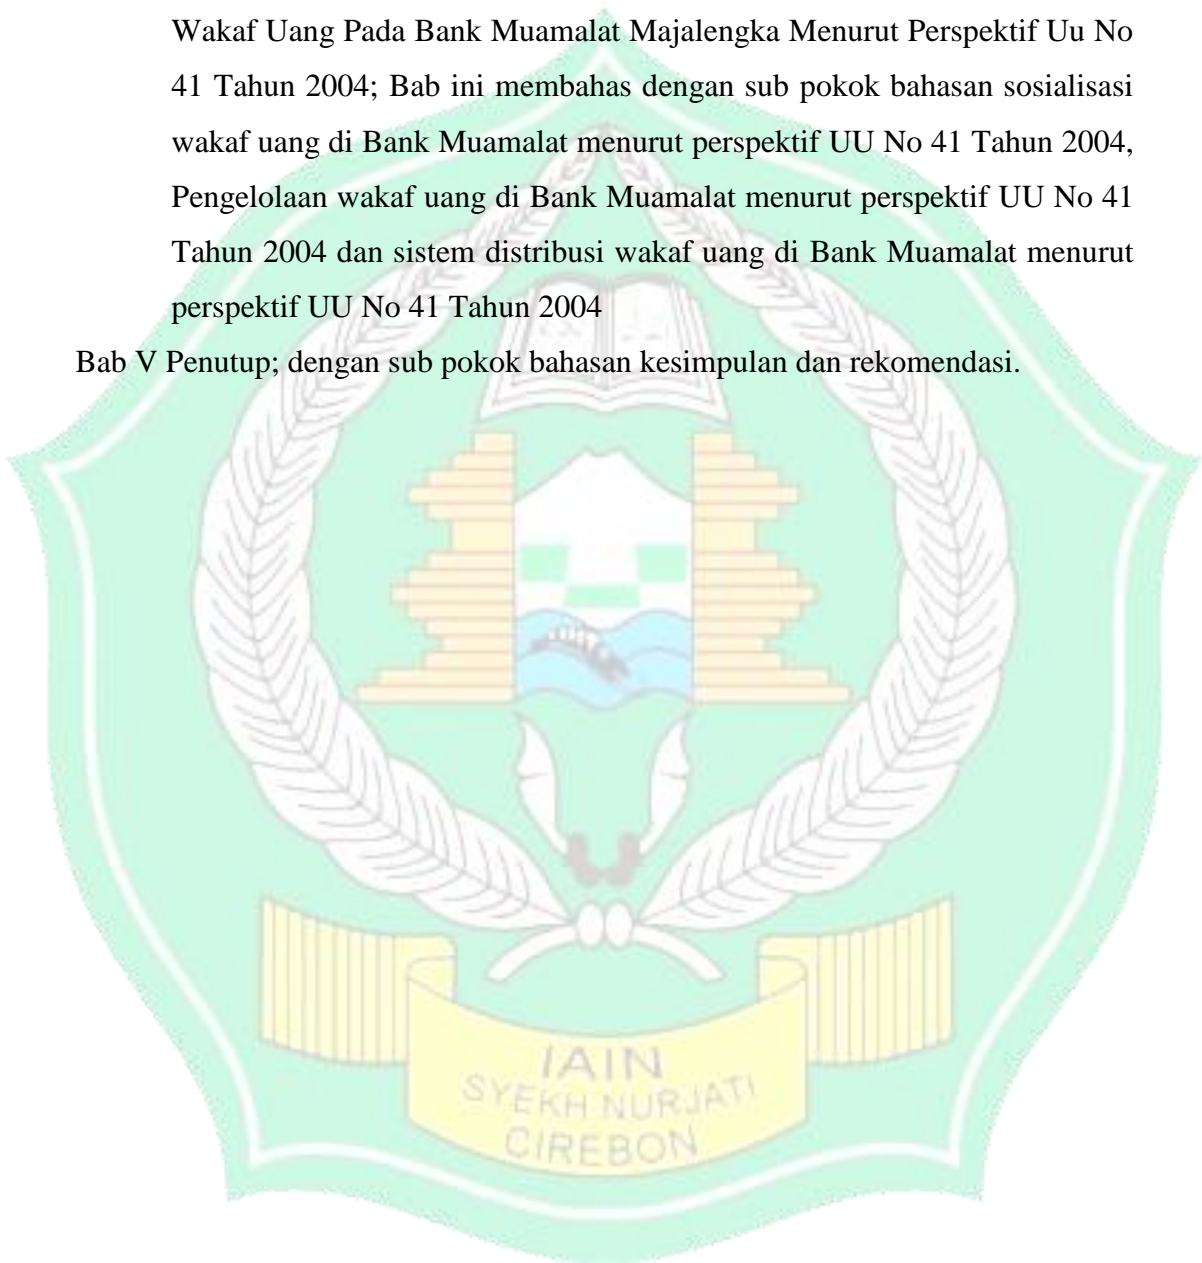 Wakaf Uang Pada Bank Muamalat Majalengka Menurut Perspektif Uu No
41 Tahun 2004; Bab ini membahas dengan sub pokok bahasan sosialisasi
wakaf uang di Bank Muamalat menurut perspektif UU No 41 Tahun 2004,
Pengelolaan wakaf uang di Bank Muamalat menurut perspektif UU No 41
Tahun 2004 dan sistem distribusi wakaf uang di Bank Muamalat menurut
perspektif UU No 41 Tahun 2004
Bab V Penutup; dengan sub pokok bahasan kesimpulan dan rekomendasi.
IAIN
SYEKH NURJATI
CIREBON